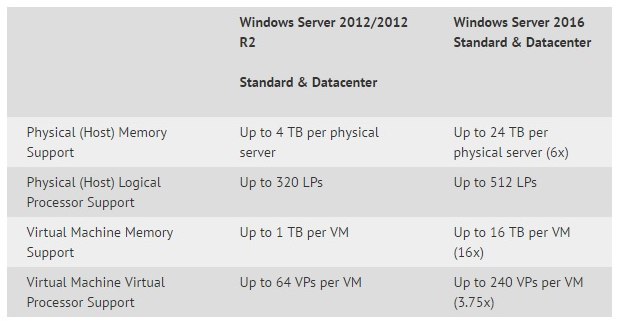 Windows Server 2012/2012
R2
Standard & Datacenter
Windows Server 2016
Standard & Datacenter
Physical (Host) Memory
Support
Up to 4 TB per physical
server
Up to 24 TB per
physical server (6x)
Physical (Host) Logical
Processor Support
Up to 320 LPs
Up to 512 LPs
Virtual Machine Memory
Support
Up to 1 TB per VM
Up to 16 TB per VM
(16x)
Virtual Machine Virtual
Processor Support
Up to 64 VPs per VM
Up to 240 VPs per VM
(3.75x)